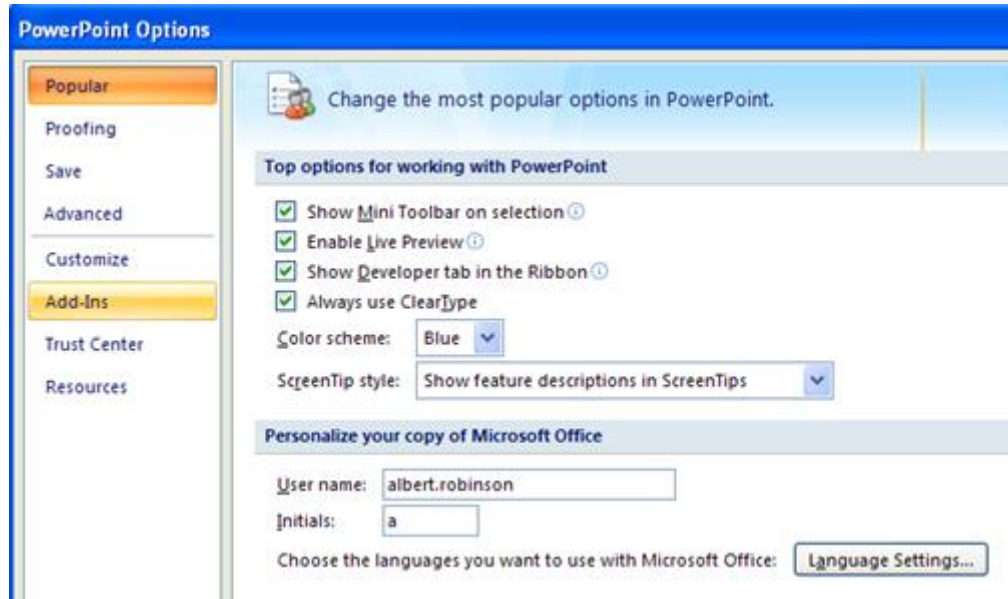 PowerPoint Options
Popular
Proofing
Save
Advanced
Customize
Add-Ins
Trust Center
Resources
Change the most popular options in PowerPoint.
Top options for working with PowerPoint
Show Mini Toolbar on selection
Enable Live Preview
Show Developer tab in the Ribbon
Always use ClearType
Color scheme: Blue
ScreenTip style: Show feature descriptions in ScreenTips
Personalize your copy of Microsoft Office
User name: albert.robinson
Initials: a
Choose the languages you want to use with Microsoft Office: Language Settings...